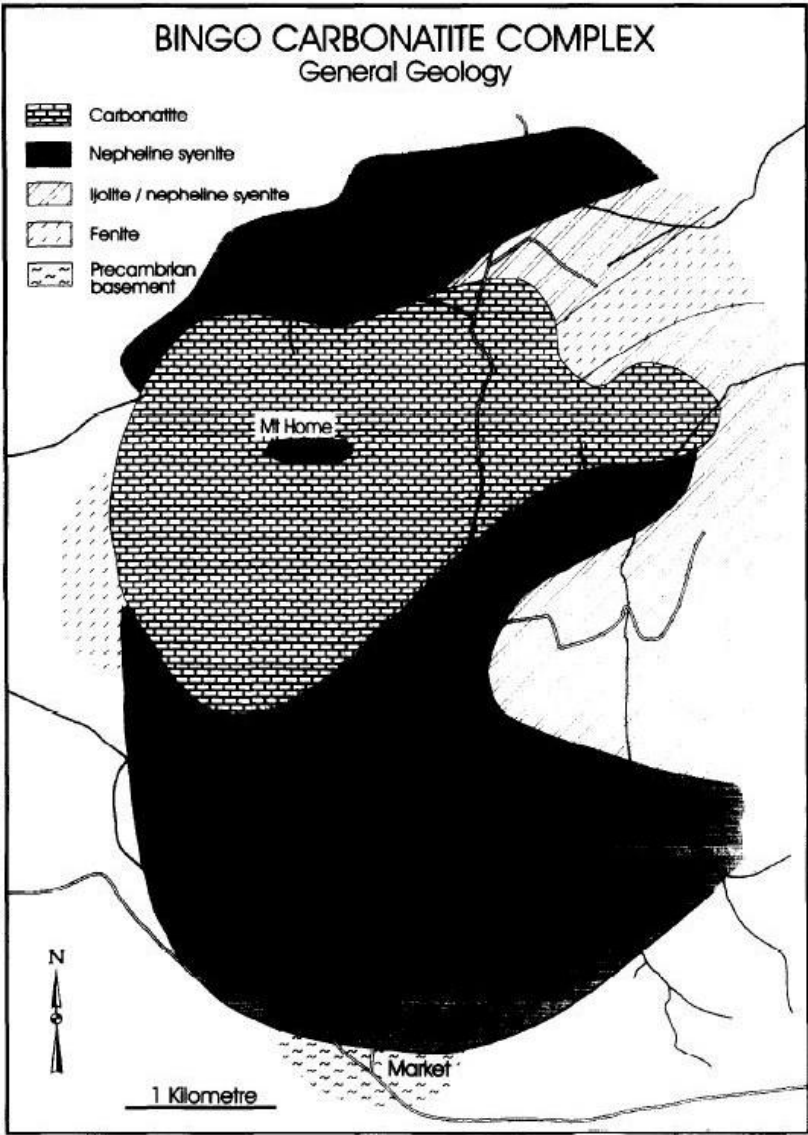 BINGO CARBONATITE COMPLEX
General Geology
Carbonatite
Nepheline syenite
Ijolite / nepheline syenite
Fenite
Precambrian
basement
Mt Home
N
Market
1 Kilometre